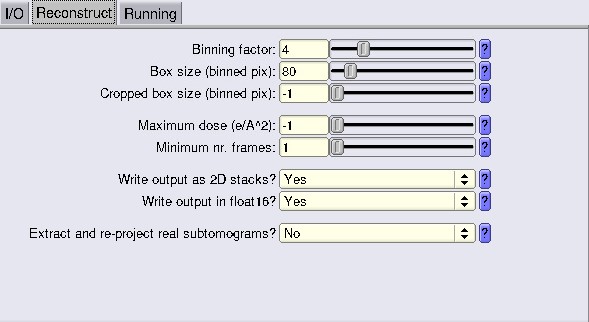 I/O Reconstruct Running
Binning factor: 4 ?
Box size (binned pix): 80 ?
Cropped box size (binned pix): -1 ?
Maximum dose (e/A^2): -1 ?
Minimum nr. frames: 1 ?
Write output as 2D stacks? Yes ?
Write output in float16? Yes ?
Extract and re-project real subtomograms? No ?